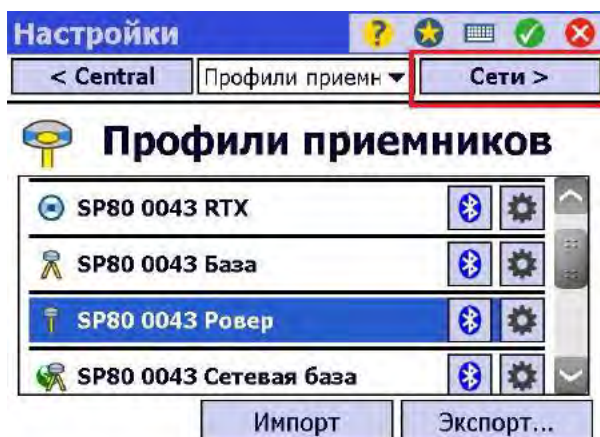 Настройки
< Central Профили приемн Сети >
Профили приемников
SP80 0043 RTX
SP80 0043 База
SP80 0043 Ровер
SP80 0043 Сетевая база
Импорт Экспорт...